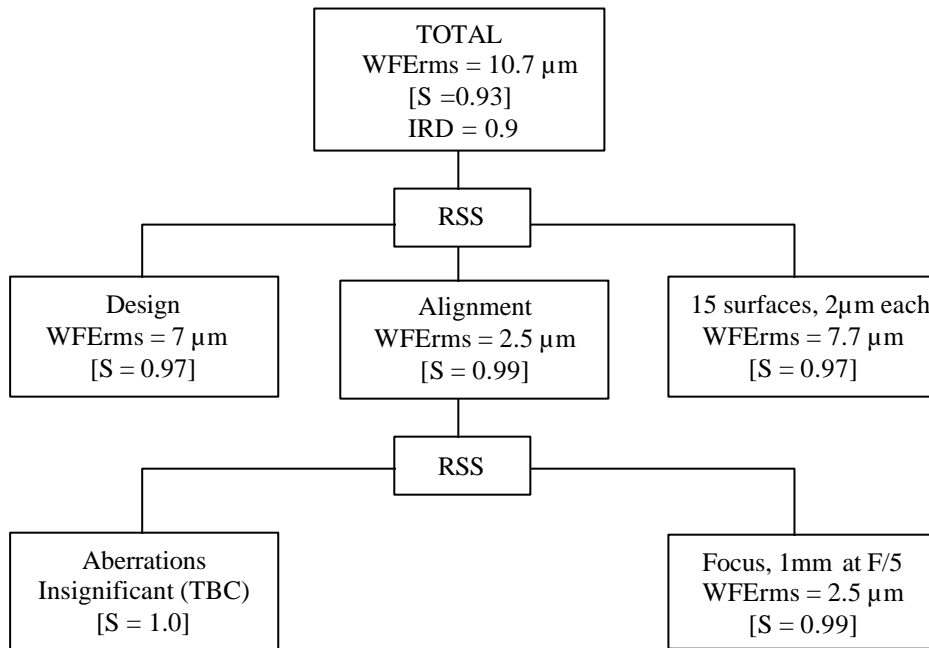 TOTAL
WFErms = 10.7 µm
[S =0.93]
IRD = 0.9
RSS
Design
WFErms = 7 µm
[S = 0.97]
Alignment
WFErms = 2.5 µm
[S = 0.99]
15 surfaces, 2µm each
WFErms = 7.7 µm
[S = 0.97]
RSS
Aberrations
Insignificant (TBC)
[S = 1.0]
Focus, 1mm at F/5
WFErms = 2.5 µm
[S = 0.99]